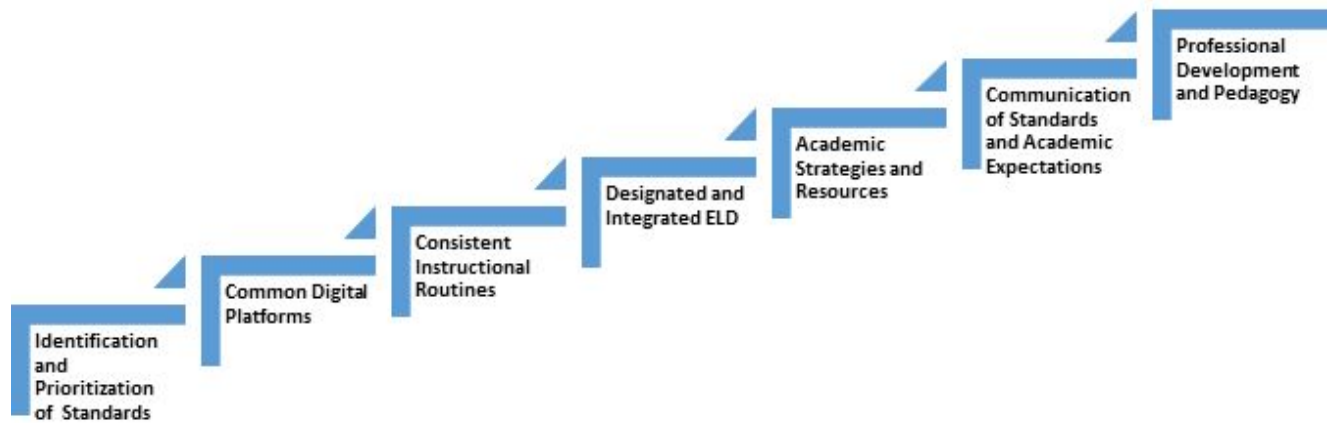 Identification
and
Prioritization
of Standards
Common Digital
Platforms
Consistent
Instructional
Routines
Designated and
Integrated ELD
Academic
Strategies and
Resources
Communication
of Standards
and Academic
Expectations
Professional
Development
and Pedagogy